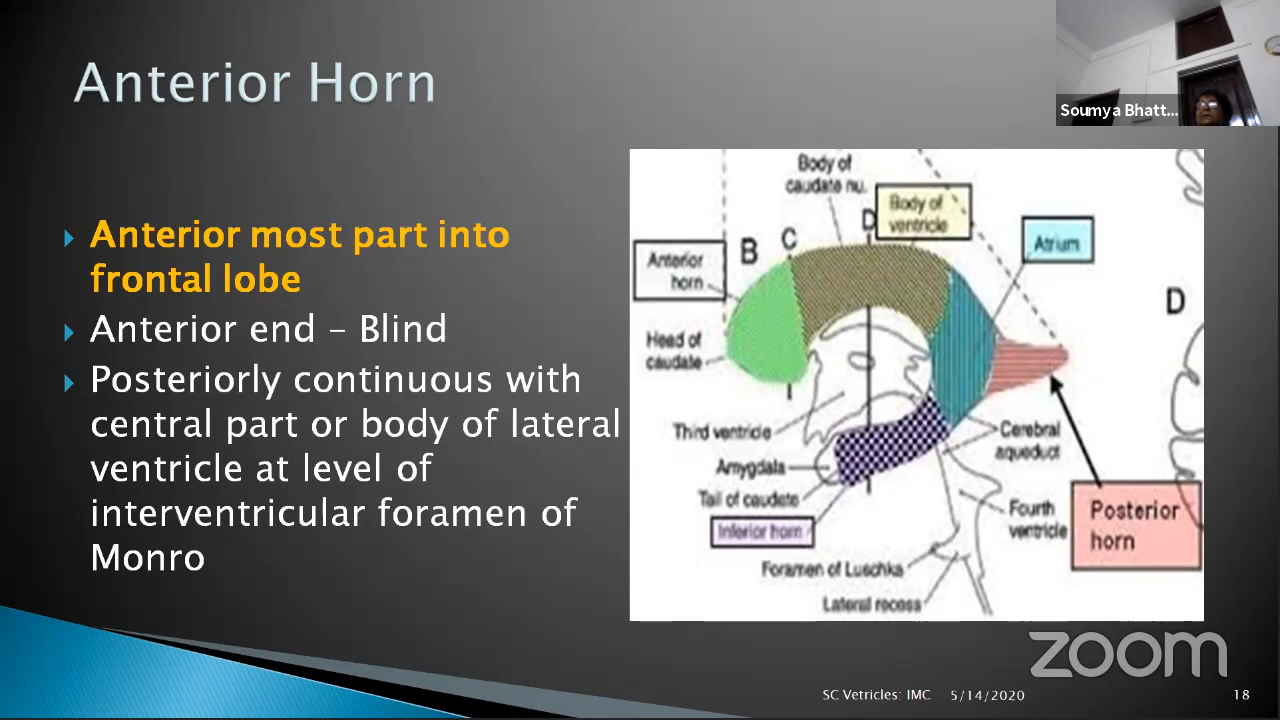 Anterior Horn
Soumya Bhatt...
Anterior most part into
frontal lobe
Anterior end – Blind
Posteriorly continuous with
central part or body of lateral
ventricle at level of
interventricular foramen of
Monro
Body of
caudate nu.
D
Body of
ventricle
C
B
Atrium
Anterior
horn
D
Head of
caudate
Third ventricle
Cerebral
aqueduct
Amygdala
Tail of caudate
Inferior horn
Fourth
ventricle
Posterior
horn
Foramen of Luschka
Lateral recess
zoom
SC Vetricles: IMC 5/14/2020 18